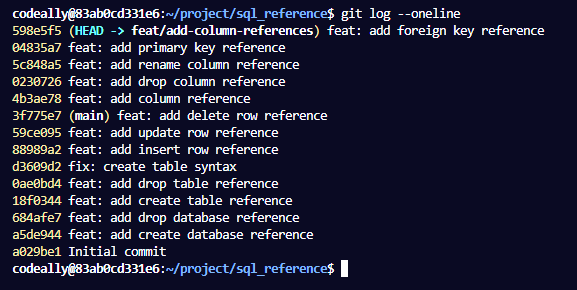 codeally@83ab0cd331e6:~/project/sql_reference$ git log --oneline
598e5f5 (HEAD -> feat/add-column-references) feat: add foreign key reference
04835a7 feat: add primary key reference
5c848a5 feat: add rename column reference
0230726 feat: add drop column reference
4b3ae78 feat: add column reference
3f775e7 (main) feat: add delete row reference
59ce095 feat: add update row reference
88989a2 feat: add insert row reference
d3609d2 fix: create table syntax
0ae0bd4 feat: add drop table reference
18f0344 feat: add create table reference
684afe7 feat: add drop database reference
a5de944 feat: add create database reference
a029be1 Initial commit
codeally@83ab0cd331e6:~/project/sql_reference$